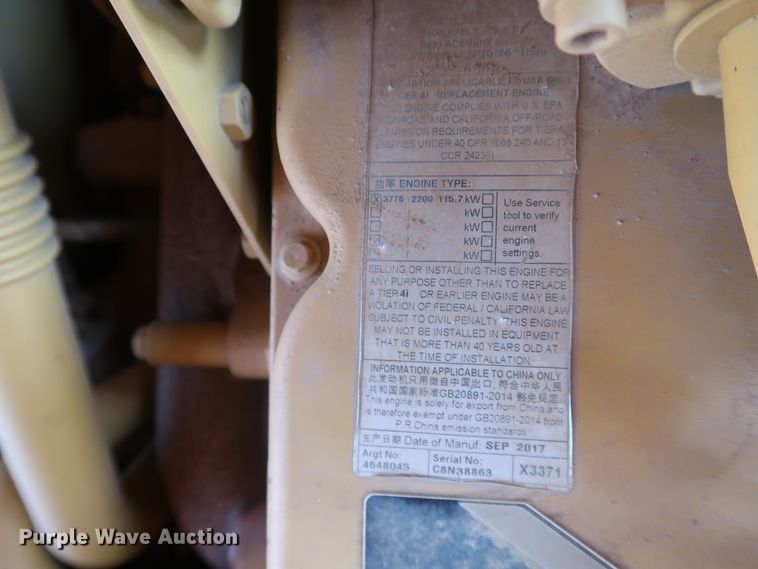 REPLACEMENT
MATION APPLICABLE TO USA ONLY
TIER 4i REPLACEMENT ENGINE
ENGINE COMPLIES WITH U.S. EPA
NONROAD AND CALIFORNIA OFF-ROAD
EMISSION REQUIREMENTS FOR TIER 4
ENGINES UNDER 40 CFR 1068.240 AND 13
CCR 2423(j).
功率 ENGINE TYPE:
X 3776 / 2200 115.7 kW
kW
kW
kW
kW
Use Service
tool to verify
current
engine
settings.
SELLING OR INSTALLING THIS ENGINE FOR
ANY PURPOSE OTHER THAN TO REPLACE
A TIER 4i OR EARLIER ENGINE MAY BE A
VIOLATION OF FEDERAL / CALIFORNIA LAW
SUBJECT TO CIVIL PENALTY. THIS ENGINE
MAY NOT BE INSTALLED IN EQUIPMENT
THAT IS MORE THAN 40 YEARS OLD AT
THE TIME OF INSTALLATION.
INFORMATION APPLICABLE TO CHINA ONLY
此发动机只用做自中国出口, 符合中华人民
共和国国家标准GB20891-2014 豁免规定.
This engine is solely for export from China and
is therefore exempt under GB20891-2014 from
P.R.China emission standards.
生产日期 Date of Manuf: SEP 2017
Argt No:
4648045
Serial No:
C8N38863
X3371
Purple Wave Auction